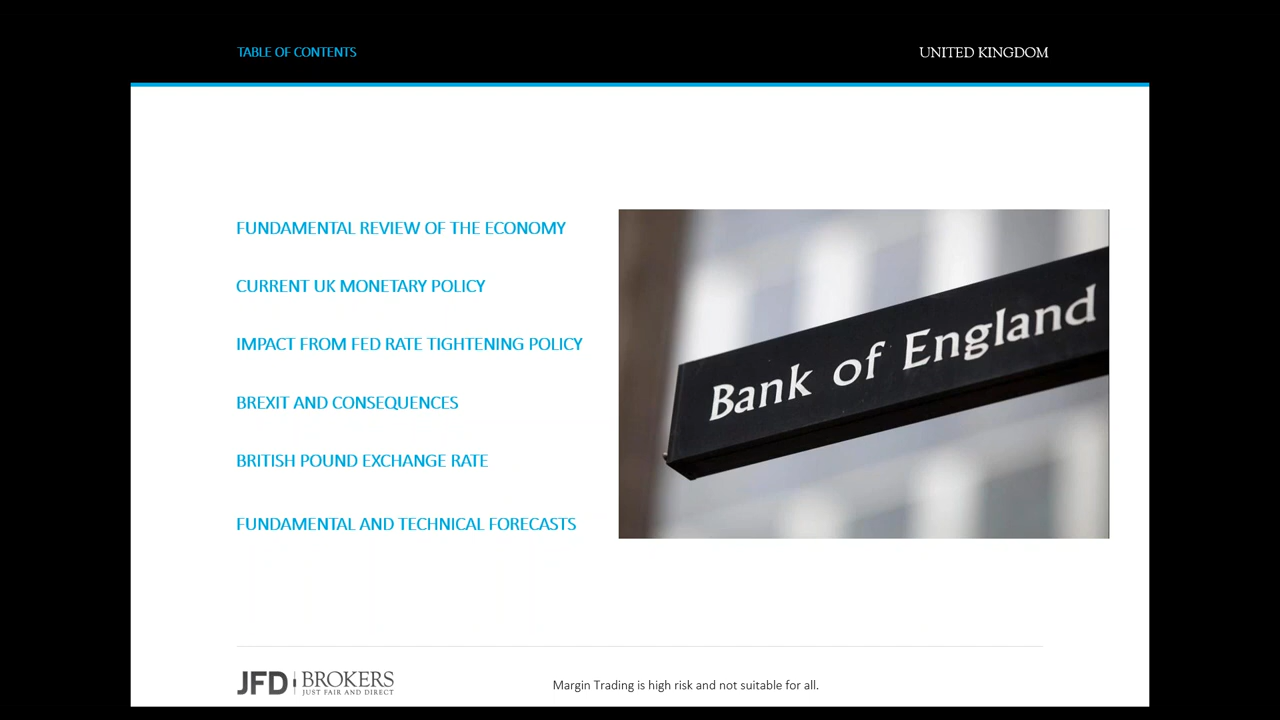 TABLE OF CONTENTS
UNITED KINGDOM
FUNDAMENTAL REVIEW OF THE ECONOMY
CURRENT UK MONETARY POLICY
IMPACT FROM FED RATE TIGHTENING POLICY
BREXIT AND CONSEQUENCES
BRITISH POUND EXCHANGE RATE
FUNDAMENTAL AND TECHNICAL FORECASTS
Bank of England
JFD BROKERS
JUST FAIR AND DIRECT
Margin Trading is high risk and not suitable for all.